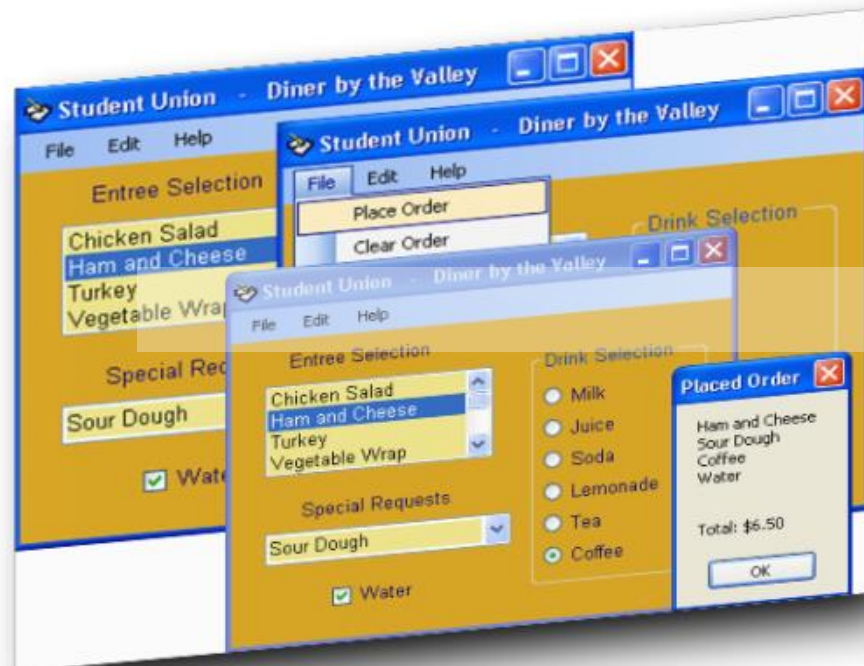 Student Union - Diner by the Valley
File Edit Help
Entree Selection
Chicken Salad
Ham and Cheese
Turkey
Vegetable Wrap
Special Req
Sour Dough
Wate
Student Union - Diner by the Valley
File Edit Help
Place Order
Clear Order
Drink Selection
Student Union - Diner by the Valley
File Edit Help
Entree Selection
Chicken Salad
Ham and Cheese
Turkey
Vegetable Wrap
Special Requests
Sour Dough
Water
Drink Selection
Milk
Juice
Soda
Lemonade
Tea
Coffee
Placed Order
Ham and Cheese
Sour Dough
Coffee
Water
Total: $6.50
OK